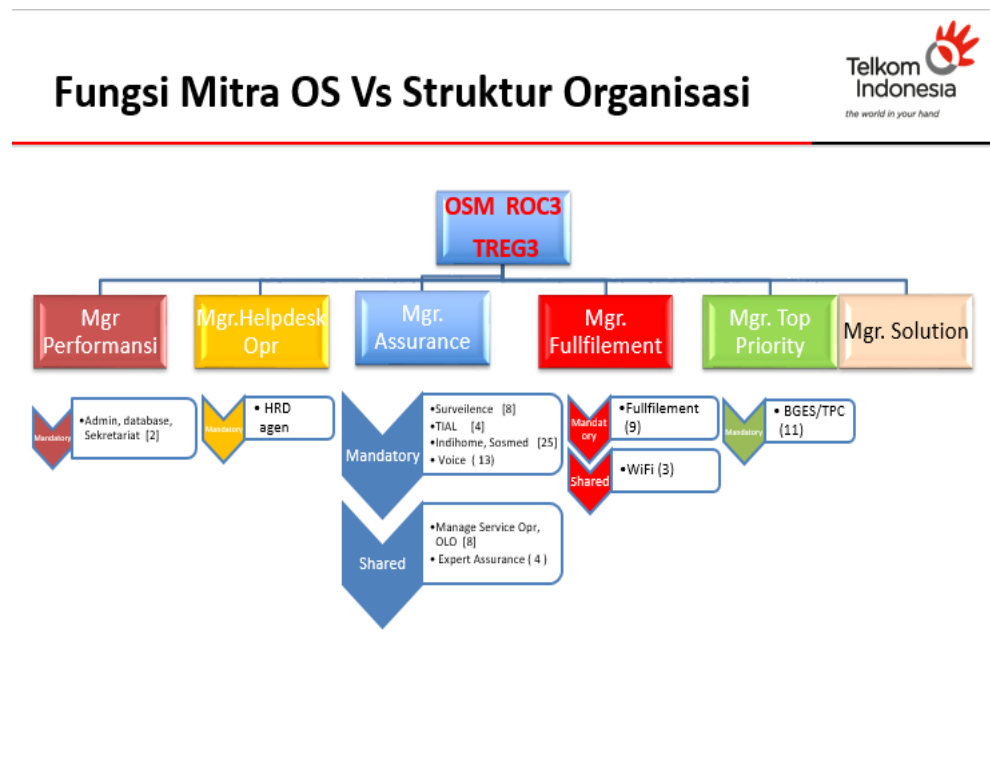 Fungsi Mitra OS Vs Struktur Organisasi
Telkom
Indonesia
the world in your hand
OSM ROC3
TREG3
Mgr
Performansi
Mgr.Helpdesk
Opr
Mgr.
Assurance
Mgr.
Fullfilement
Mgr. Top
Priority
Mgr. Solution
Mandatory
•Admin, database,
Sekretariat [2]
Mandatory
• HRD
agen
Mandatory
•Surveilence [8]
•TIAL [4]
•Indihome, Sosmed [25]
• Voice ( 13)
Shared
•Manage Service Opr,
OLO [8]
• Expert Assurance ( 4 )
Mandat
ory
•Fullfilement
(9)
Shared
•WiFi (3)
Mandatory
• BGES/TPC
(11)